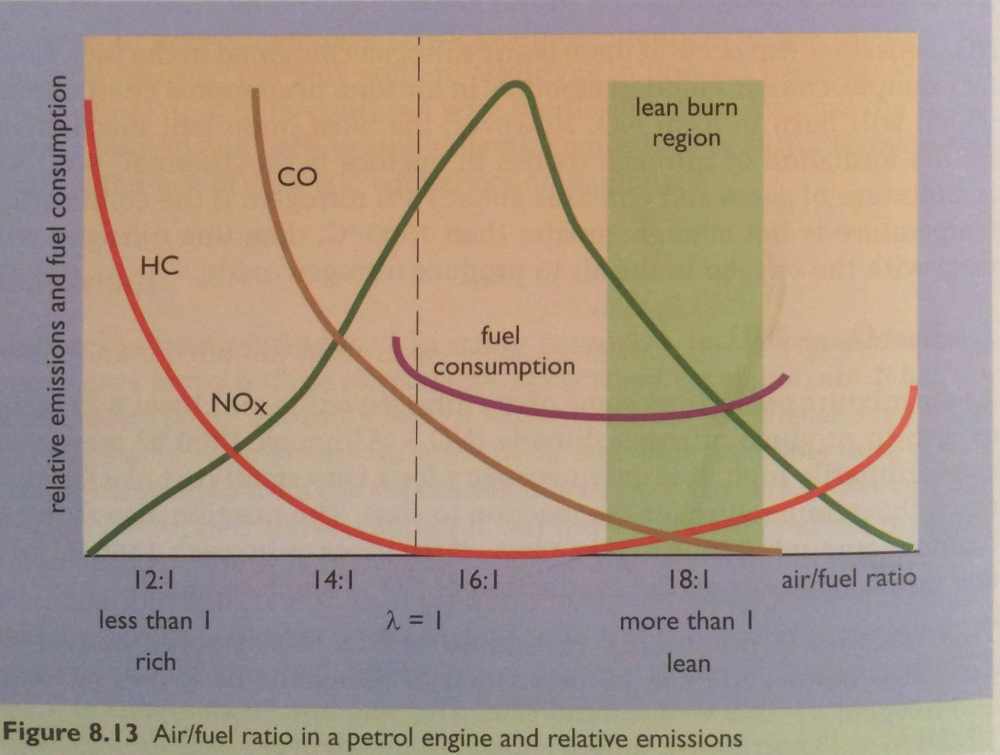 relative emissions and fuel consumption
lean burn
region
CO
HC
fuel
consumption
NOx
12:1 14:1 16:1 18:1 air/fuel ratio
less than 1 λ = 1 more than 1
rich lean
Figure 8.13 Air/fuel ratio in a petrol engine and relative emissions